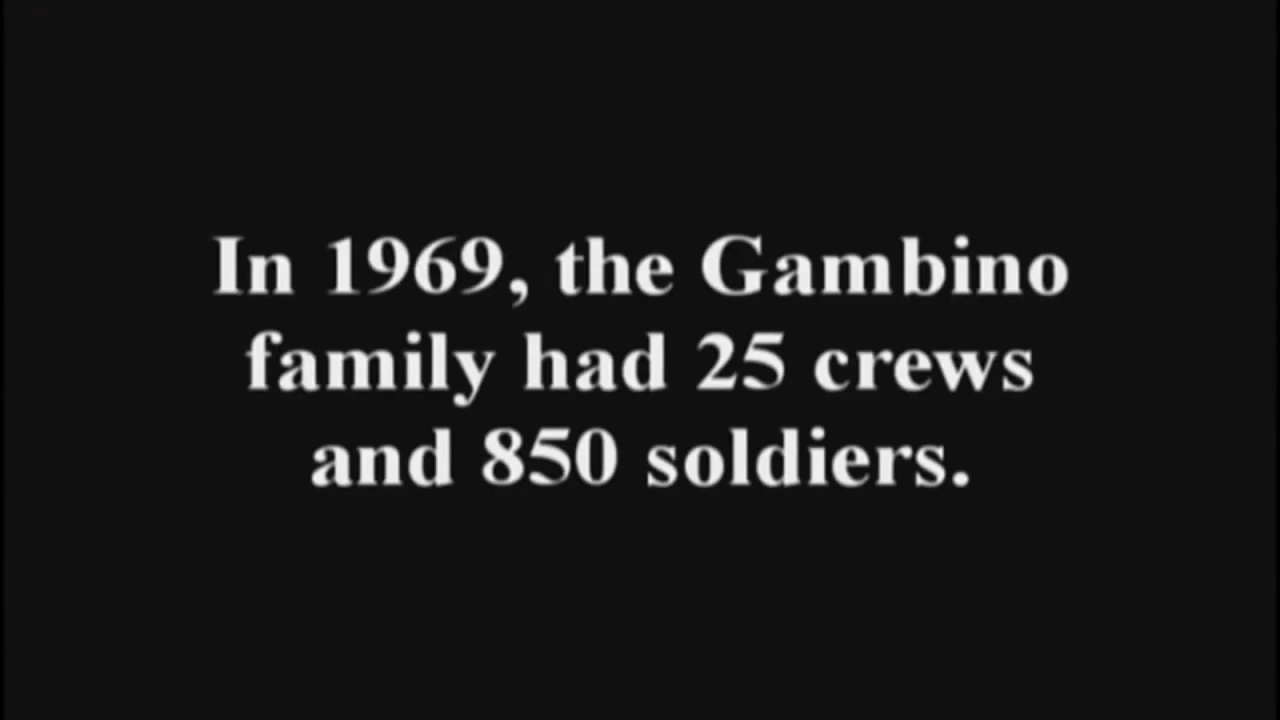 In 1969, the Gambino
family had 25 crews
and 850 soldiers.